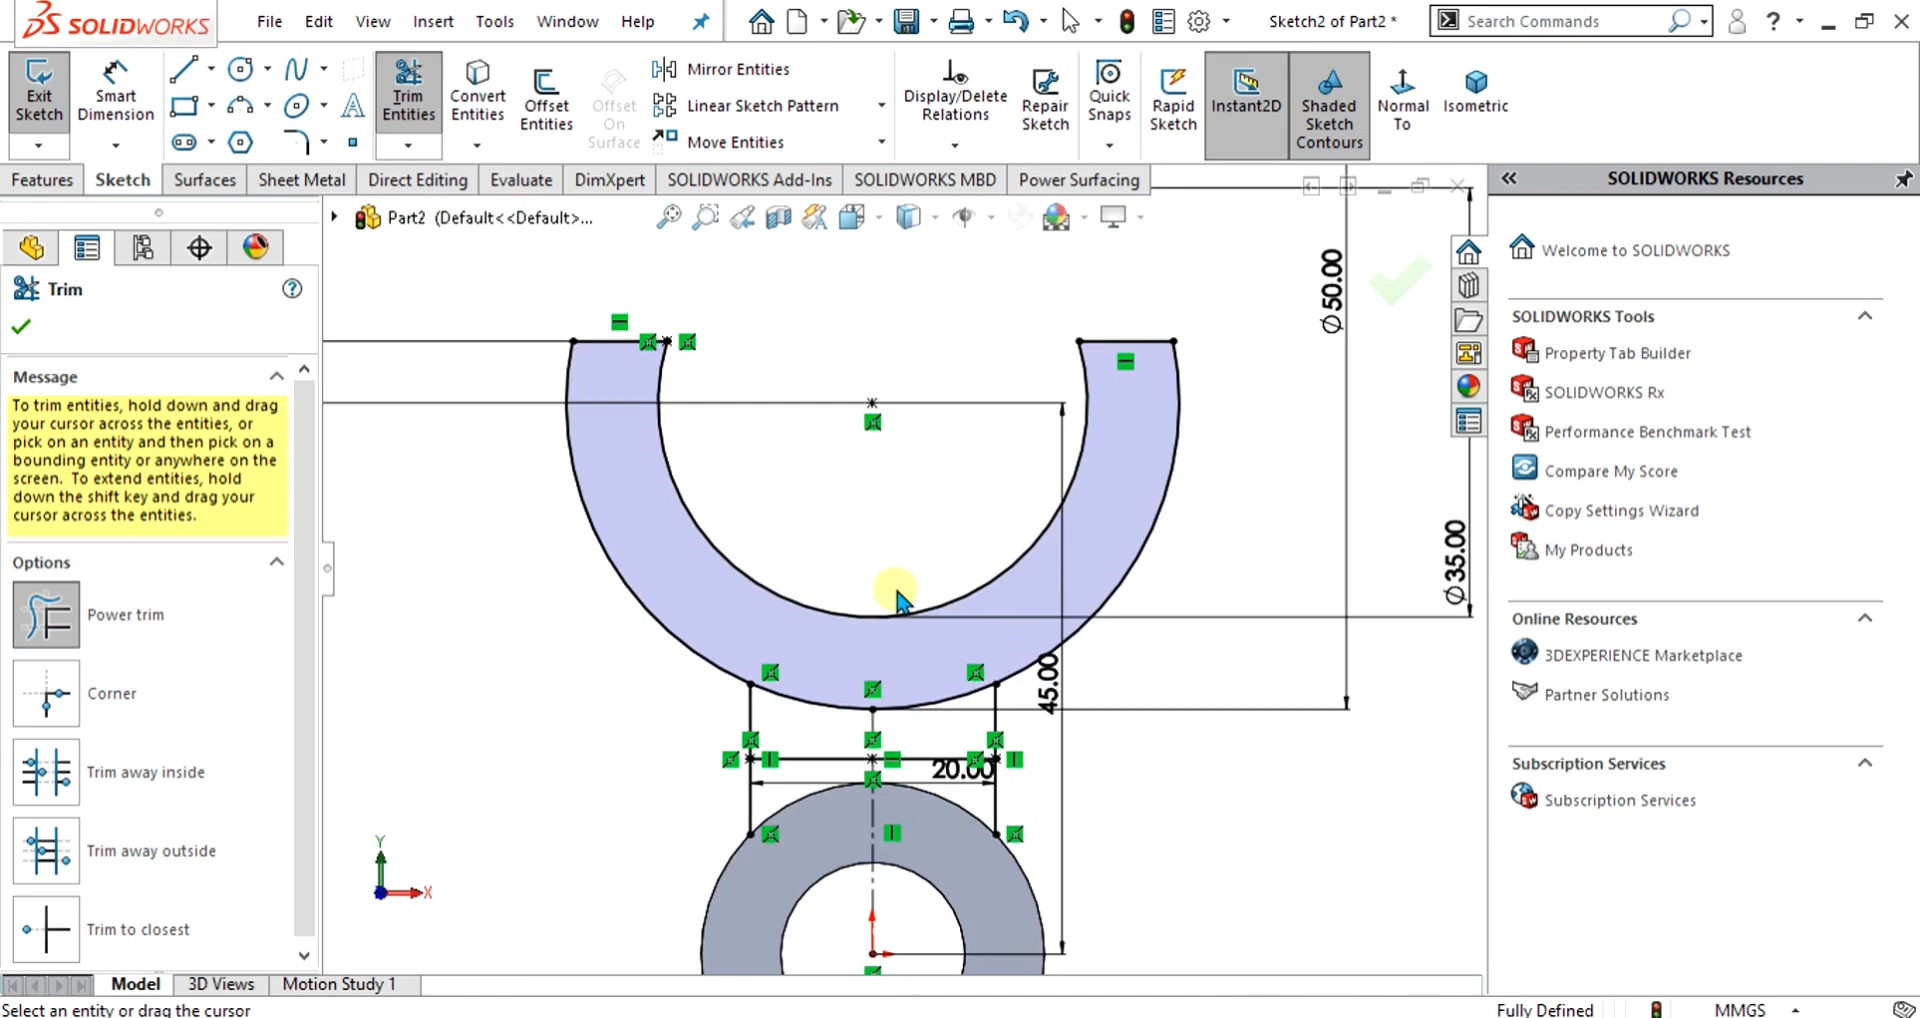 SOLIDWORKS
File Edit View Insert Tools Window Help
Sketch2 of Part2 *
Search Commands
?
Exit Sketch
Smart Dimension
Trim Entities
Convert Entities
Offset Entities
Offset On Surface
Mirror Entities
Linear Sketch Pattern
Move Entities
Display/Delete Relations
Repair Sketch
Quick Snaps
Rapid Sketch
Instant2D
Shaded Sketch Contours
Normal To
Isometric
Features Sketch Surfaces Sheet Metal Direct Editing Evaluate DimXpert SOLIDWORKS Add-Ins SOLIDWORKS MBD Power Surfacing
Part2 (Default<<Default>...
Trim
?
Message
To trim entities, hold down and drag
your cursor across the entities, or
pick on an entity and then pick on a
bounding entity or anywhere on the
screen. To extend entities, hold
down the shift key and drag your
cursor across the entities.
Options
Power trim
Corner
Trim away inside
Trim away outside
Trim to closest
Ø50.00
Ø35.00
45.00
20.00
Y
X
SOLIDWORKS Resources
Welcome to SOLIDWORKS
SOLIDWORKS Tools
Property Tab Builder
SOLIDWORKS Rx
Performance Benchmark Test
Compare My Score
Copy Settings Wizard
My Products
Online Resources
3DEXPERIENCE Marketplace
Partner Solutions
Subscription Services
Subscription Services
Model 3D Views Motion Study 1
Select an entity or drag the cursor
Fully Defined
MMGS